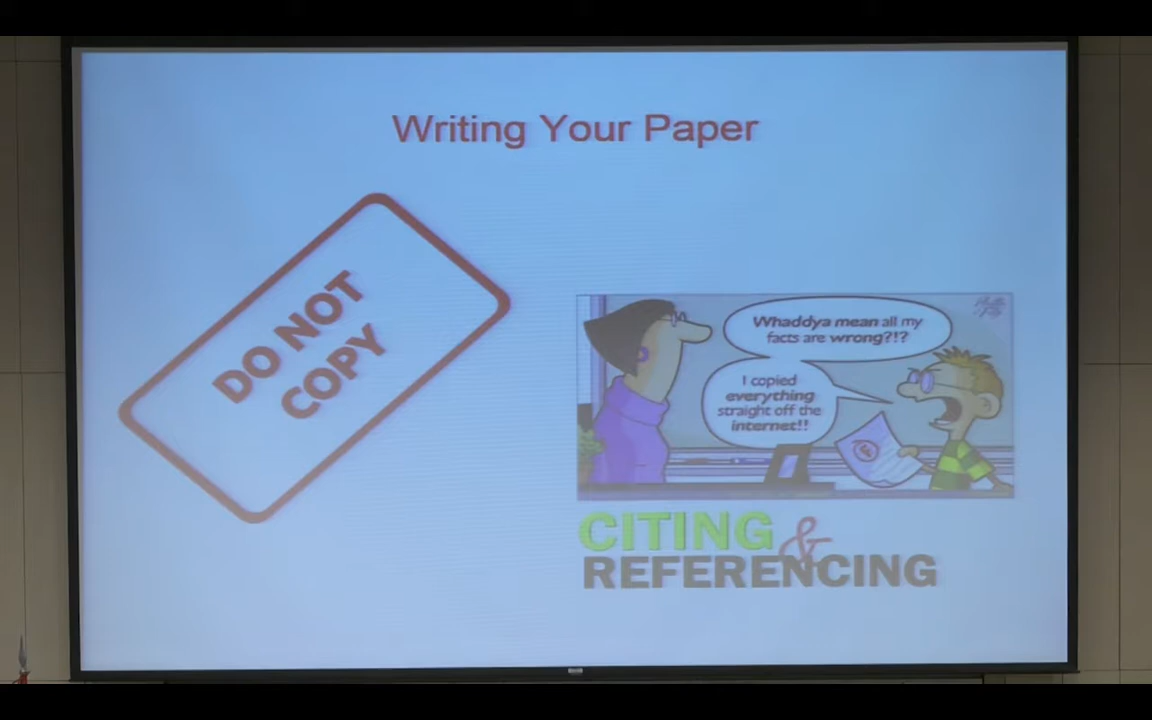 Writing Your Paper
DO NOT
COPY
Whaddya mean all my
facts are wrong?!?
I copied
everything
straight off the
internet!!
CITING &
REFERENCING